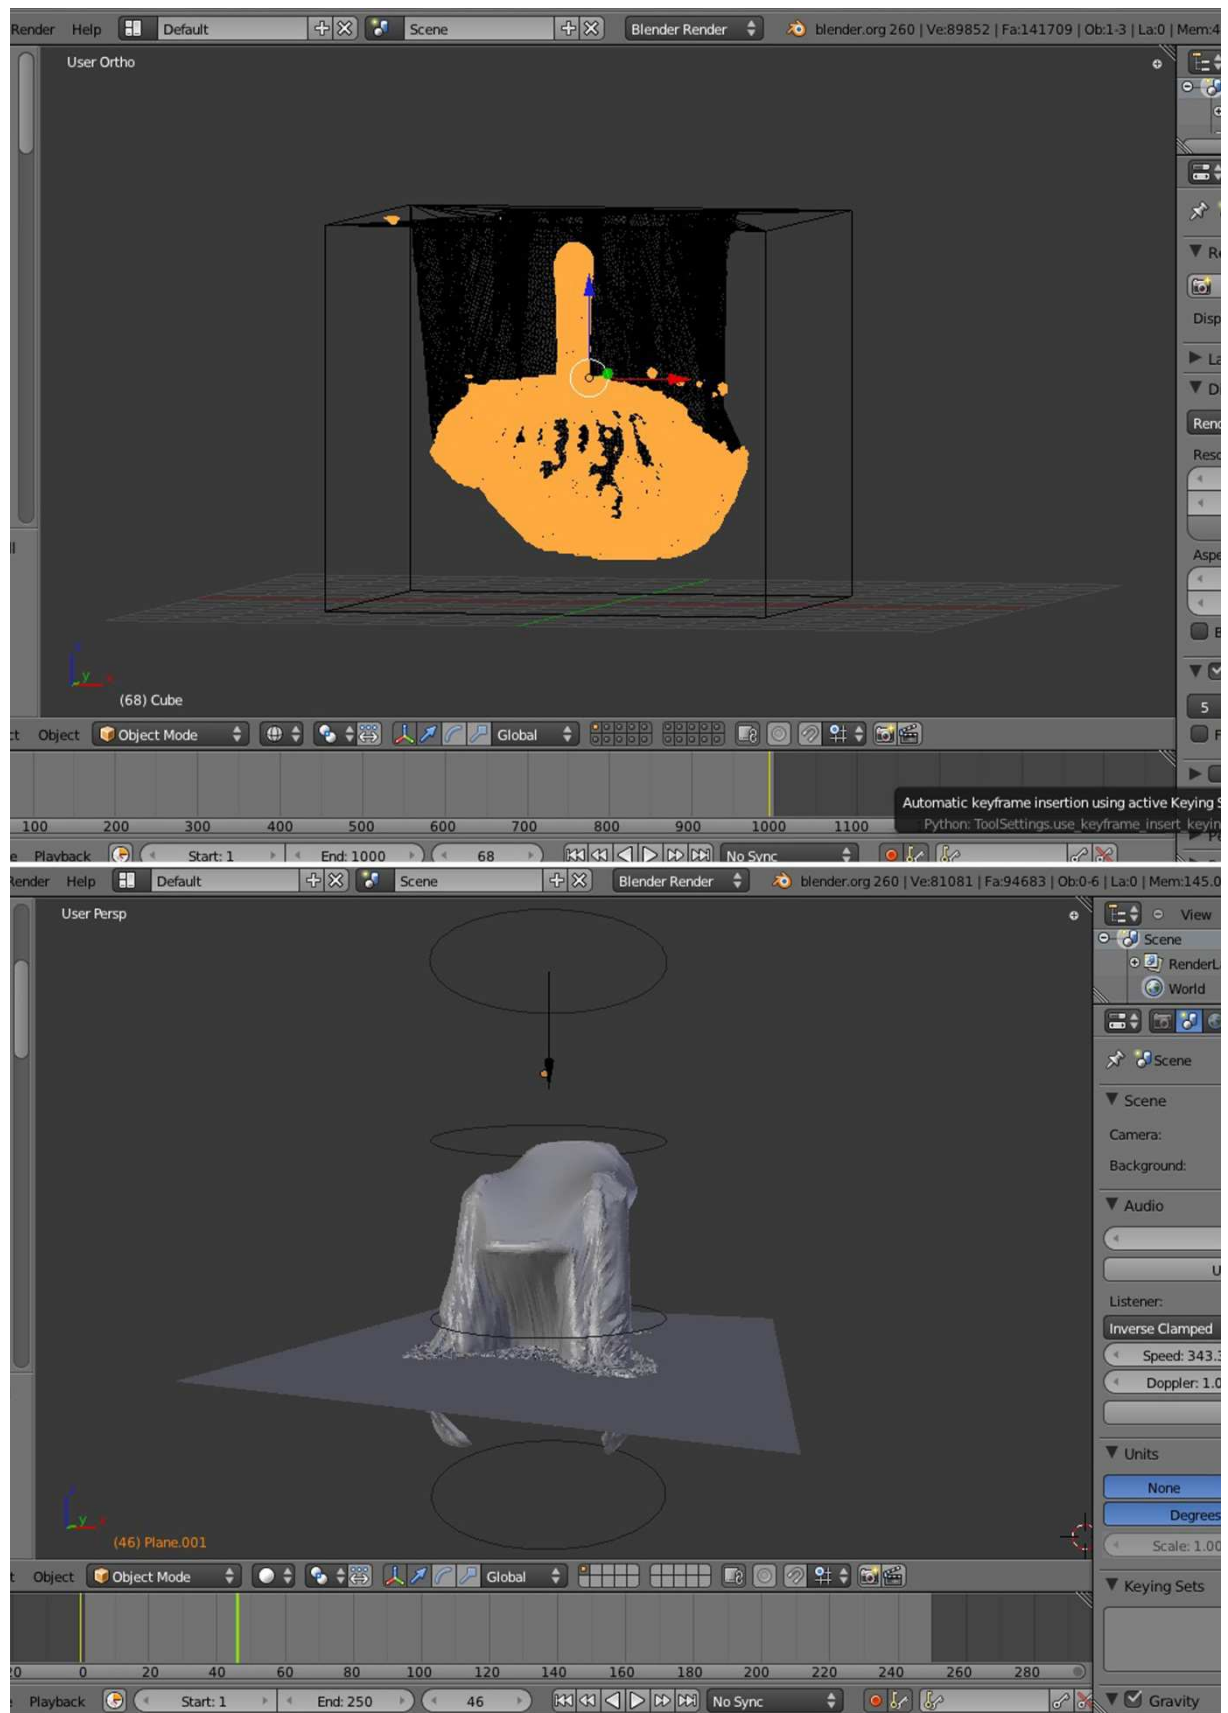 Render Help Default Scene Blender Render blender.org 260 | Ve:89852 | Fa:141709 | Ob:1-3 | La:0 | Mem:4
User Ortho
Re
Disp
La
D
Rend
Reso
Aspe
B
(68) Cube
5
Object Object Mode Global
F
Automatic keyframe insertion using active Keying S
100 200 300 400 500 600 700 800 900 1000 1100
Python: ToolSettings.use_keyframe_insert_keyin
Playback Start: 1 End: 1000 68 No Sync
Render Help Default Scene Blender Render blender.org 260 | Ve:81081 | Fa:94683 | Ob:0-6 | La:0 | Mem:145.0
User Persp
View
Scene
RenderLa
World
Scene
Scene
Camera:
Background:
Audio
U
Listener:
Inverse Clamped
Speed: 343.3
Doppler: 1.0
Units
None
Degrees
(46) Plane.001
Scale: 1.00
Object Object Mode Global
Keying Sets
0 20 40 60 80 100 120 140 160 180 200 220 240 260 280
Playback Start: 1 End: 250 46 No Sync
Gravity